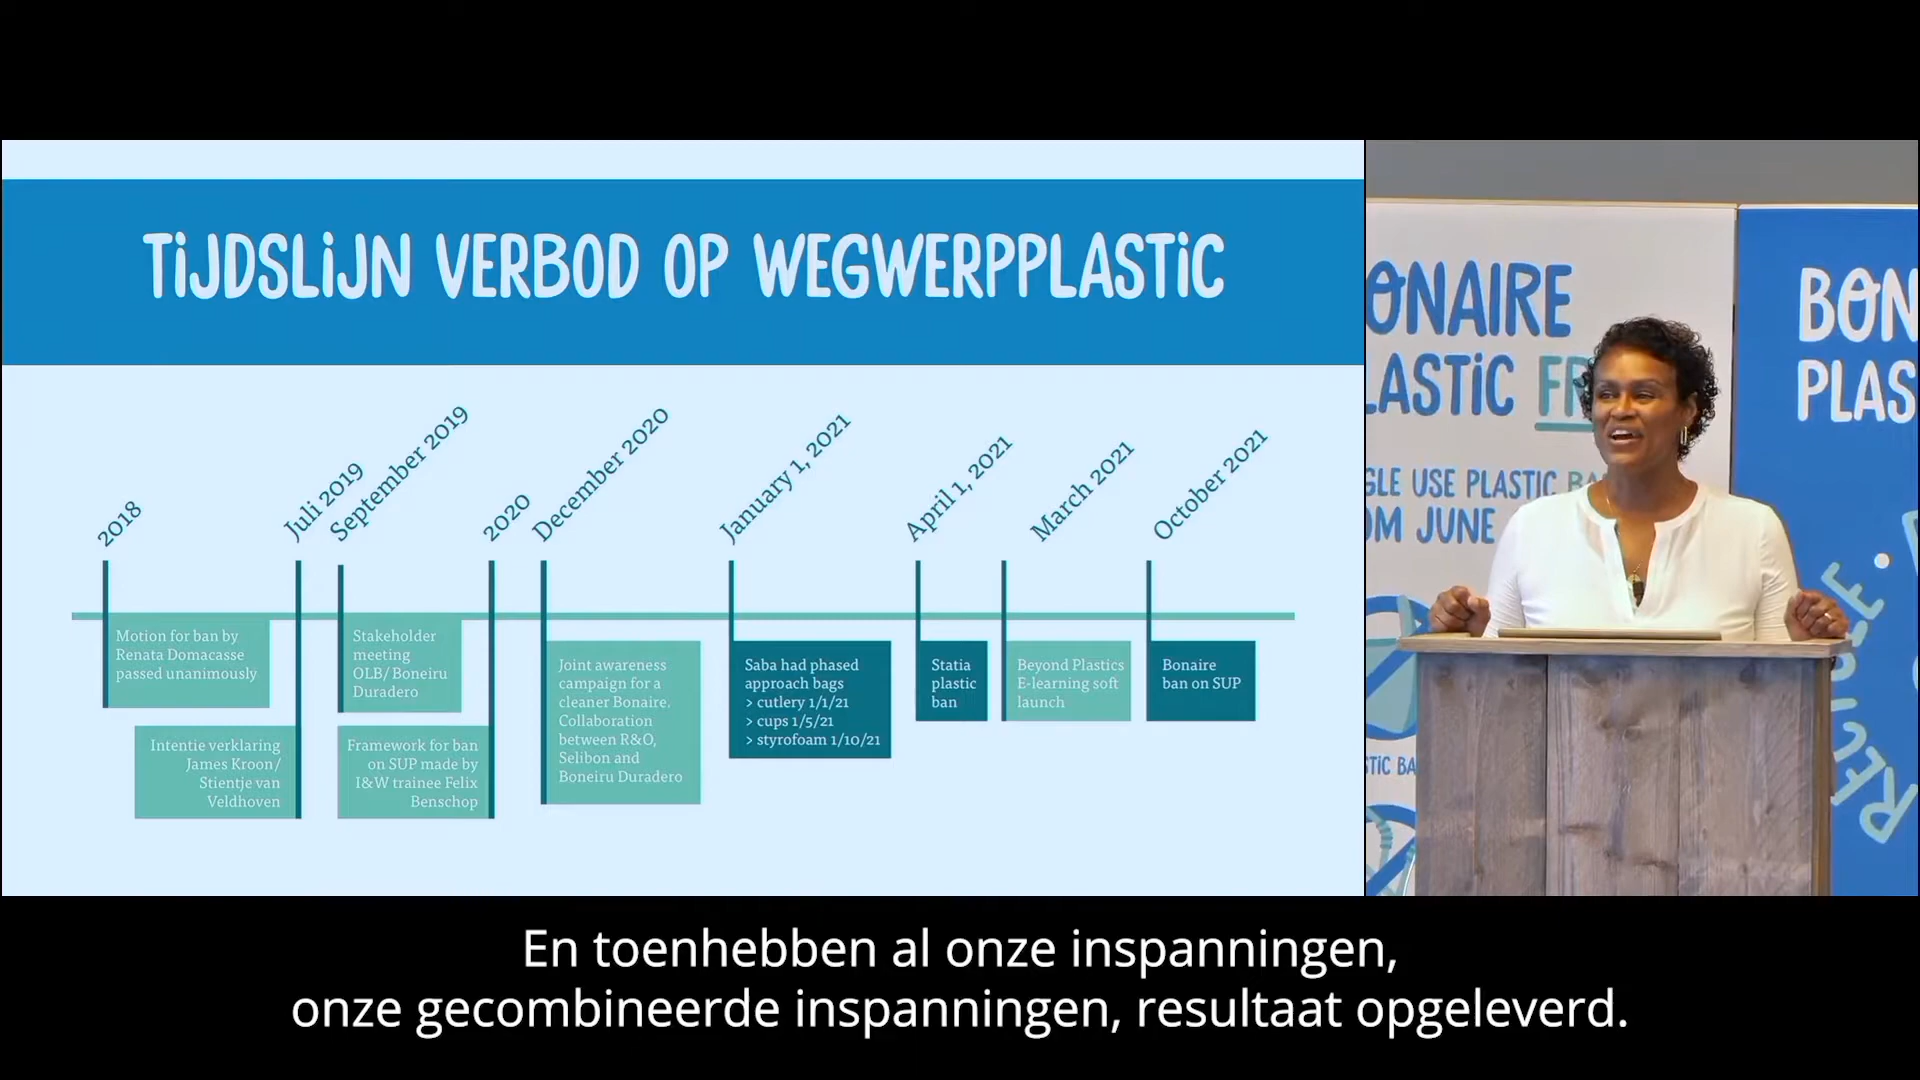 TIJDSLIJN VERBOD OP WEGWERPPLASTIC
2018
Juli 2019
September 2019
2020
December 2020
January 1, 2021
April 1, 2021
March 2021
October 2021
Motion for ban by
Renata Domacasse
passed unanimously
Intentie verklaring
James Kroon/
Stientje van
Veldhoven
Stakeholder
meeting
OLB/Boneiru
Duradero
Framework for ban
on SUP made by
I&W trainee Felix
Benschop
Joint awareness
campaign for a
cleaner Bonaire.
Collaboration
between R&O,
Selibon and
Boneiru Duradero
Saba had phased
approach bags
> cutlery 1/1/21
> cups 1/5/21
> styrofoam 1/10/21
Statia
plastic
ban
Beyond Plastics
E-learning soft
launch
Bonaire
ban on SUP
ONAIRE
LASTIC FR
GLE USE PLASTIC BA
OM JUNE
STIC BA
BON
PLAS
RECYCLE
En toenhebben al onze inspanningen,
onze gecombineerde inspanningen, resultaat opgeleverd.